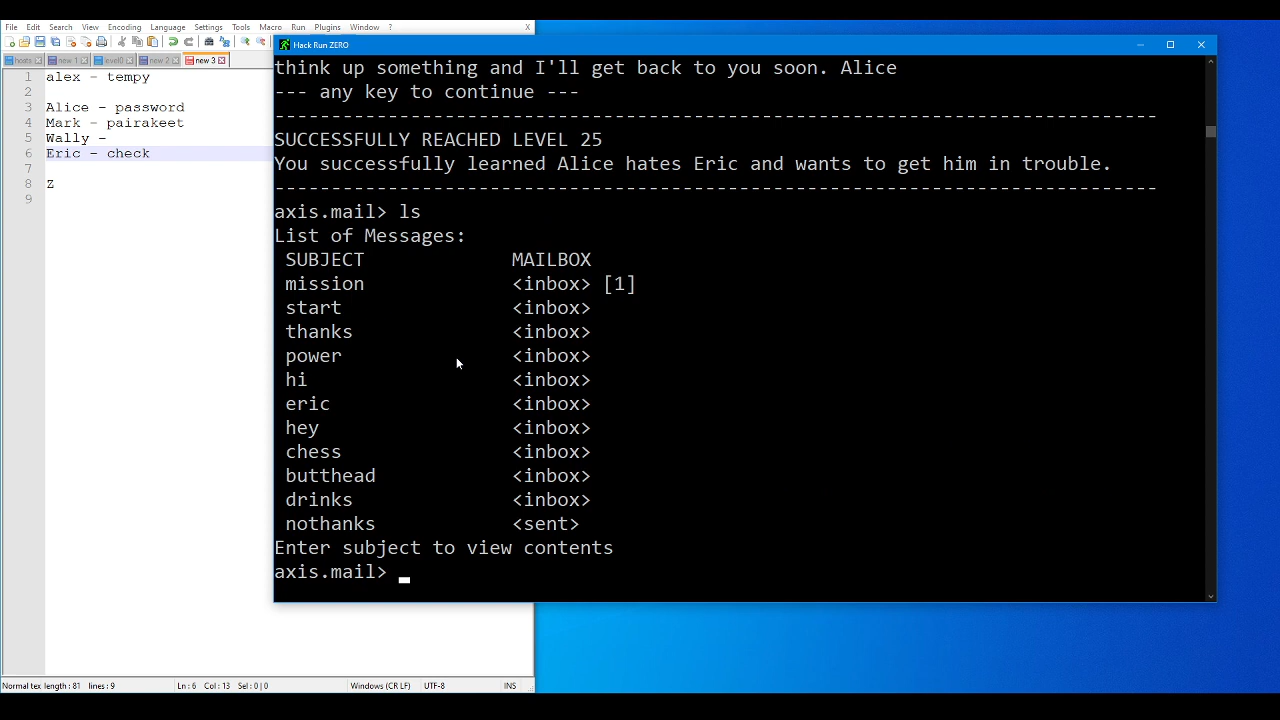 File Edit Search View Encoding Language Settings Tools Macro Run Plugins Window ? X
new 1 level0 new 2 new 3
Hack Run ZERO
1 alex - tempy
2
3 Alice - password
4 Mark - pairakeet
5 Wally -
6 Eric - check
7
8 Z
9
think up something and I'll get back to you soon. Alice
--- any key to continue ---
SUCCESSFULLY REACHED LEVEL 25
You successfully learned Alice hates Eric and wants to get him in trouble.
axis.mail> ls
List of Messages:
SUBJECT MAILBOX
mission <inbox> [1]
start <inbox>
thanks <inbox>
power <inbox>
hi <inbox>
eric <inbox>
hey <inbox>
chess <inbox>
butthead <inbox>
drinks <inbox>
nothanks <sent>
Enter subject to view contents
axis.mail>
Normal tex length : 81 lines : 9 Ln : 6 Col : 13 Sel : 0 | 0 Windows (CR LF) UTF-8 INS